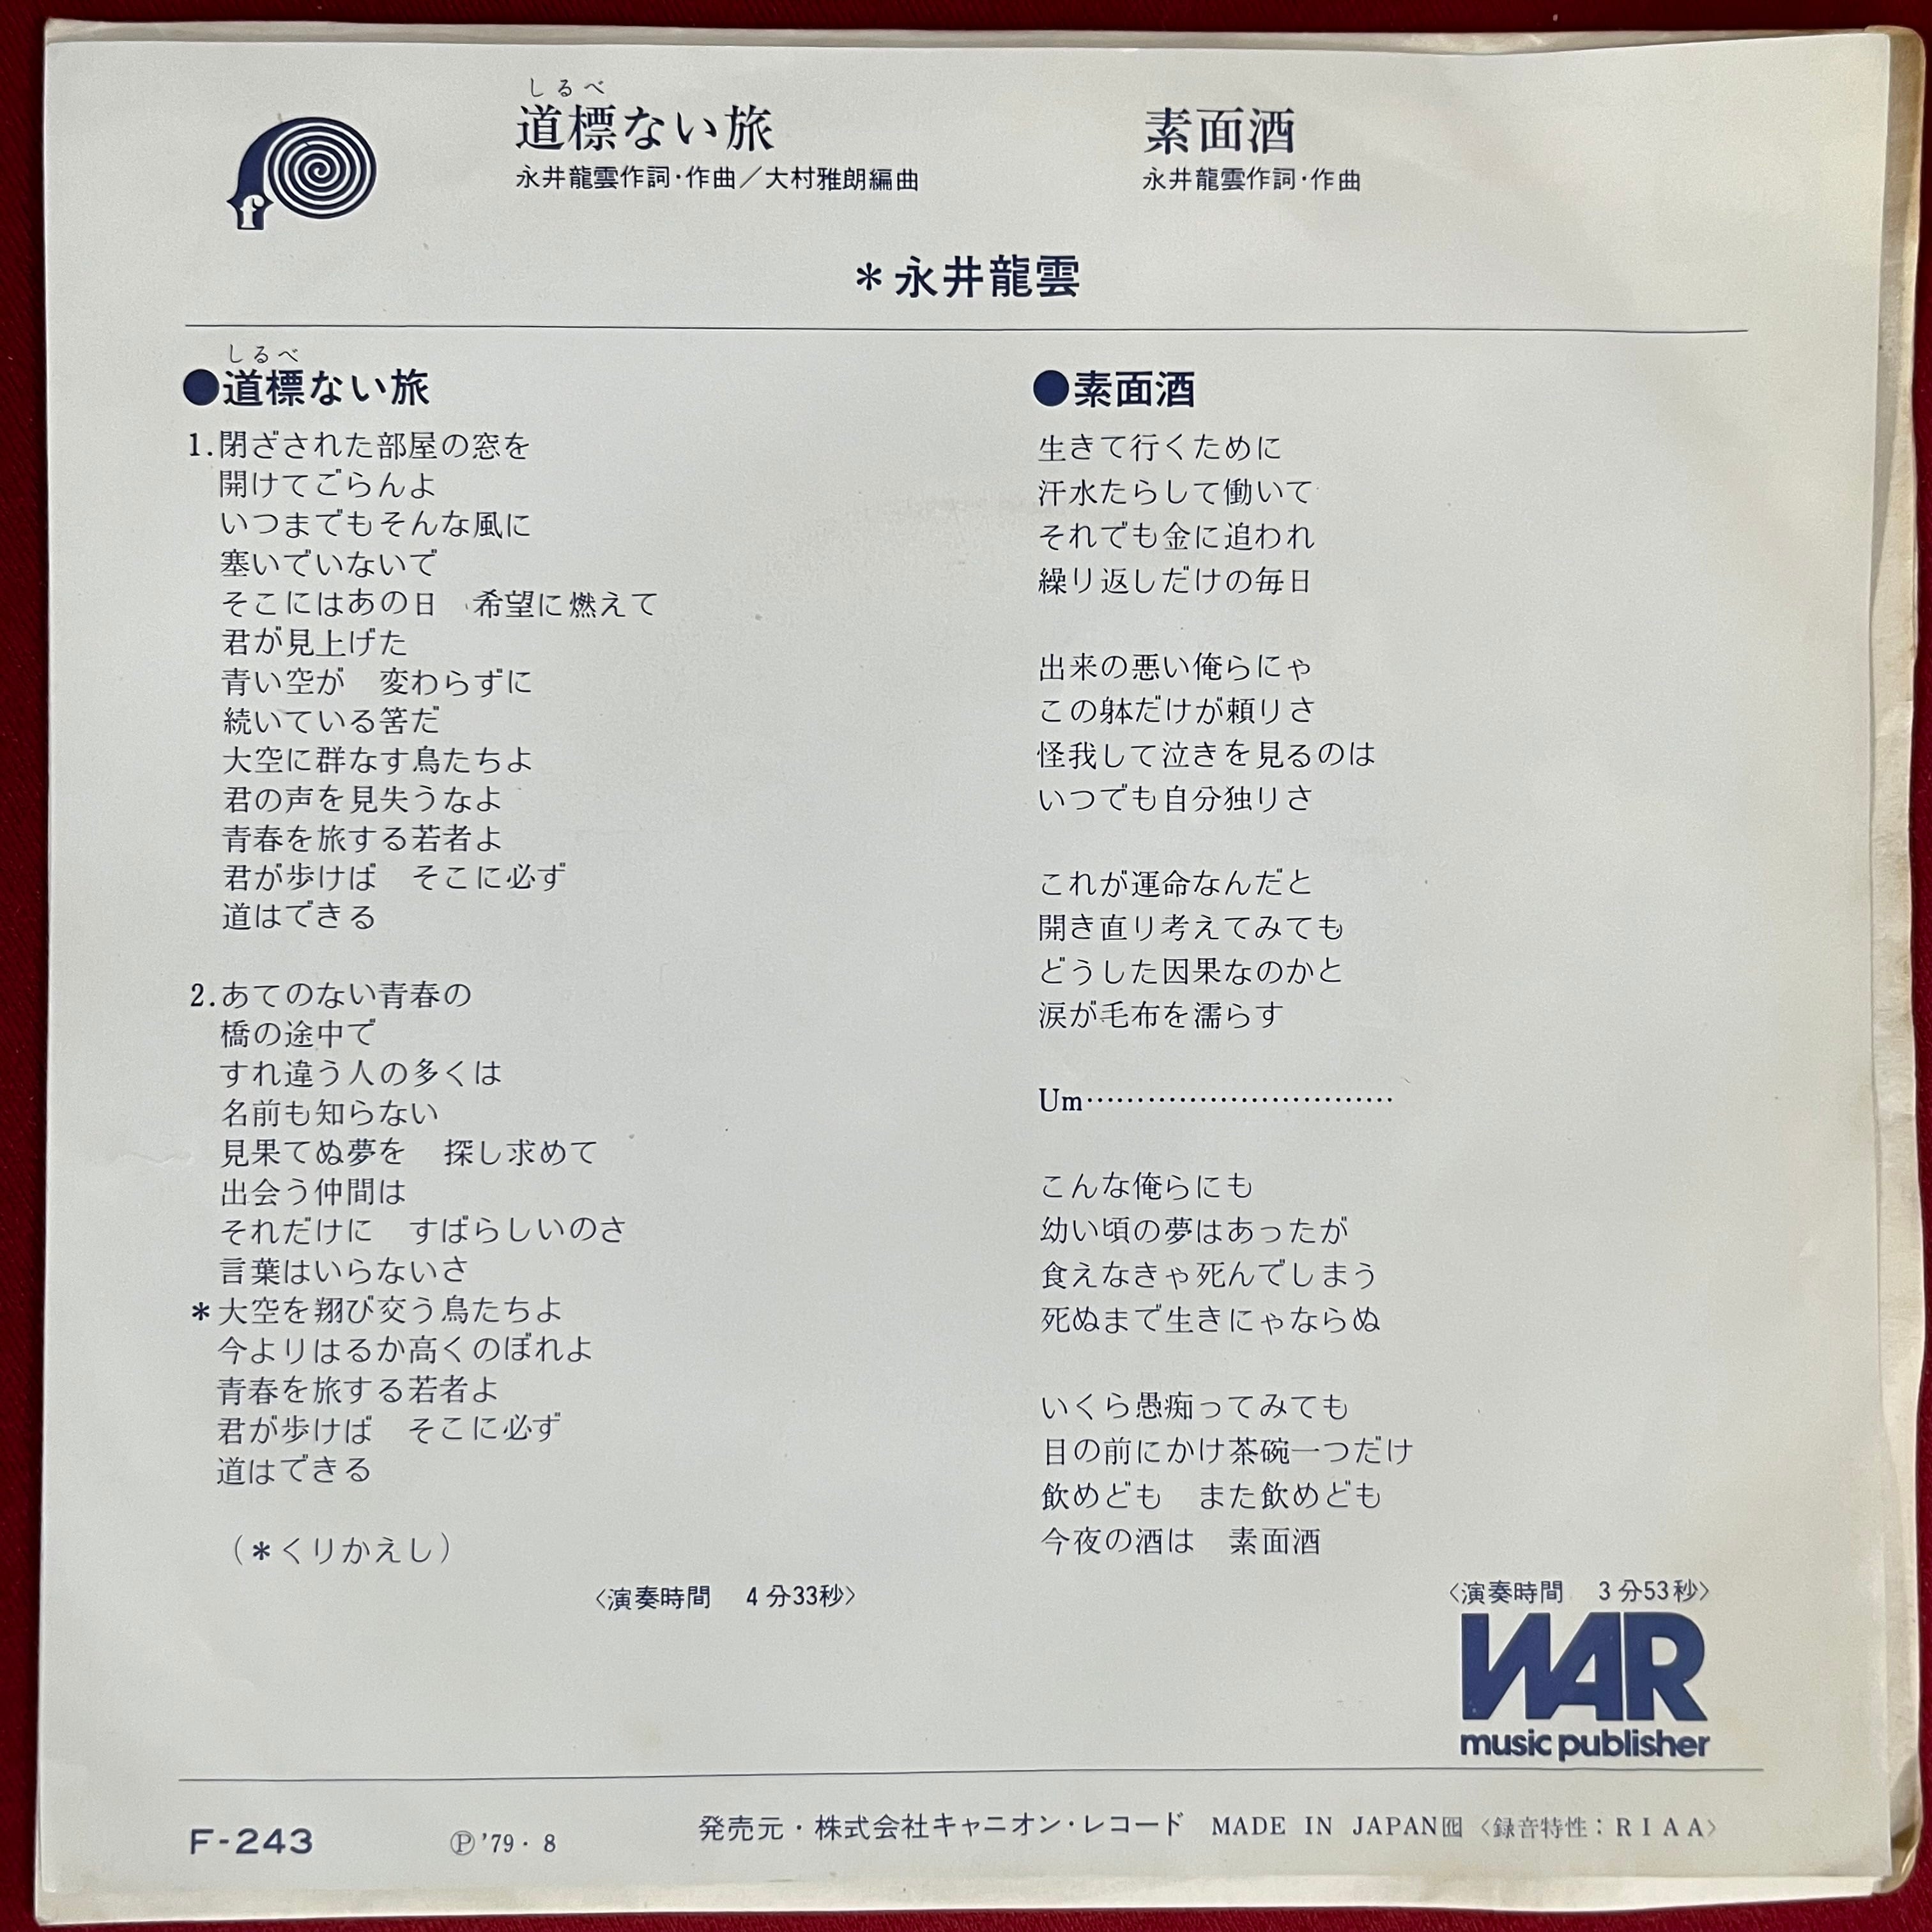 しるべ
道標ない旅
永井龍雲作詞・作曲／大村雅朗編曲
素面酒
永井龍雲作詞・作曲
f
＊永井龍雲
しるべ
●道標ない旅
1.閉ざされた部屋の窓を
開けてごらんよ
いつまでもそんな風に
塞いでいないで
そこにはあの日　希望に燃えて
君が見上げた
青い空が　変わらずに
続いている筈だ
大空に群なす鳥たちよ
君の声を見失うなよ
青春を旅する若者よ
君が歩けば　そこに必ず
道はできる
2.あてのない青春の
橋の途中で
すれ違う人の多くは
名前も知らない
見果てぬ夢を　探し求めて
出会う仲間は
それだけに　すばらしいのさ
言葉はいらないさ
＊大空を翔び交う鳥たちよ
今よりはるか高くのぼれよ
青春を旅する若者よ
君が歩けば　そこに必ず
道はできる
（＊くりかえし）
〈演奏時間　4分33秒〉
●素面酒
生きて行くために
汗水たらして働いて
それでも金に追われ
繰り返しだけの毎日
出来の悪い俺らにゃ
この躰だけが頼りさ
怪我して泣きを見るのは
いつでも自分独りさ
これが運命なんだと
開き直り考えてみても
どうした因果なのかと
涙が毛布を濡らす
Um…………………………
こんな俺らにも
幼い頃の夢はあったが
食えなきゃ死んでしまう
死ぬまで生きにゃならぬ
いくら愚痴ってみても
目の前にかけ茶碗一つだけ
飲めども　また飲めども
今夜の酒は　素面酒
〈演奏時間　3分53秒〉
WAR
music publisher
F-243
Ⓟ'79・8
発売元・株式会社キャニオン・レコード　MADE IN JAPAN　〈録音特性：RIAA〉